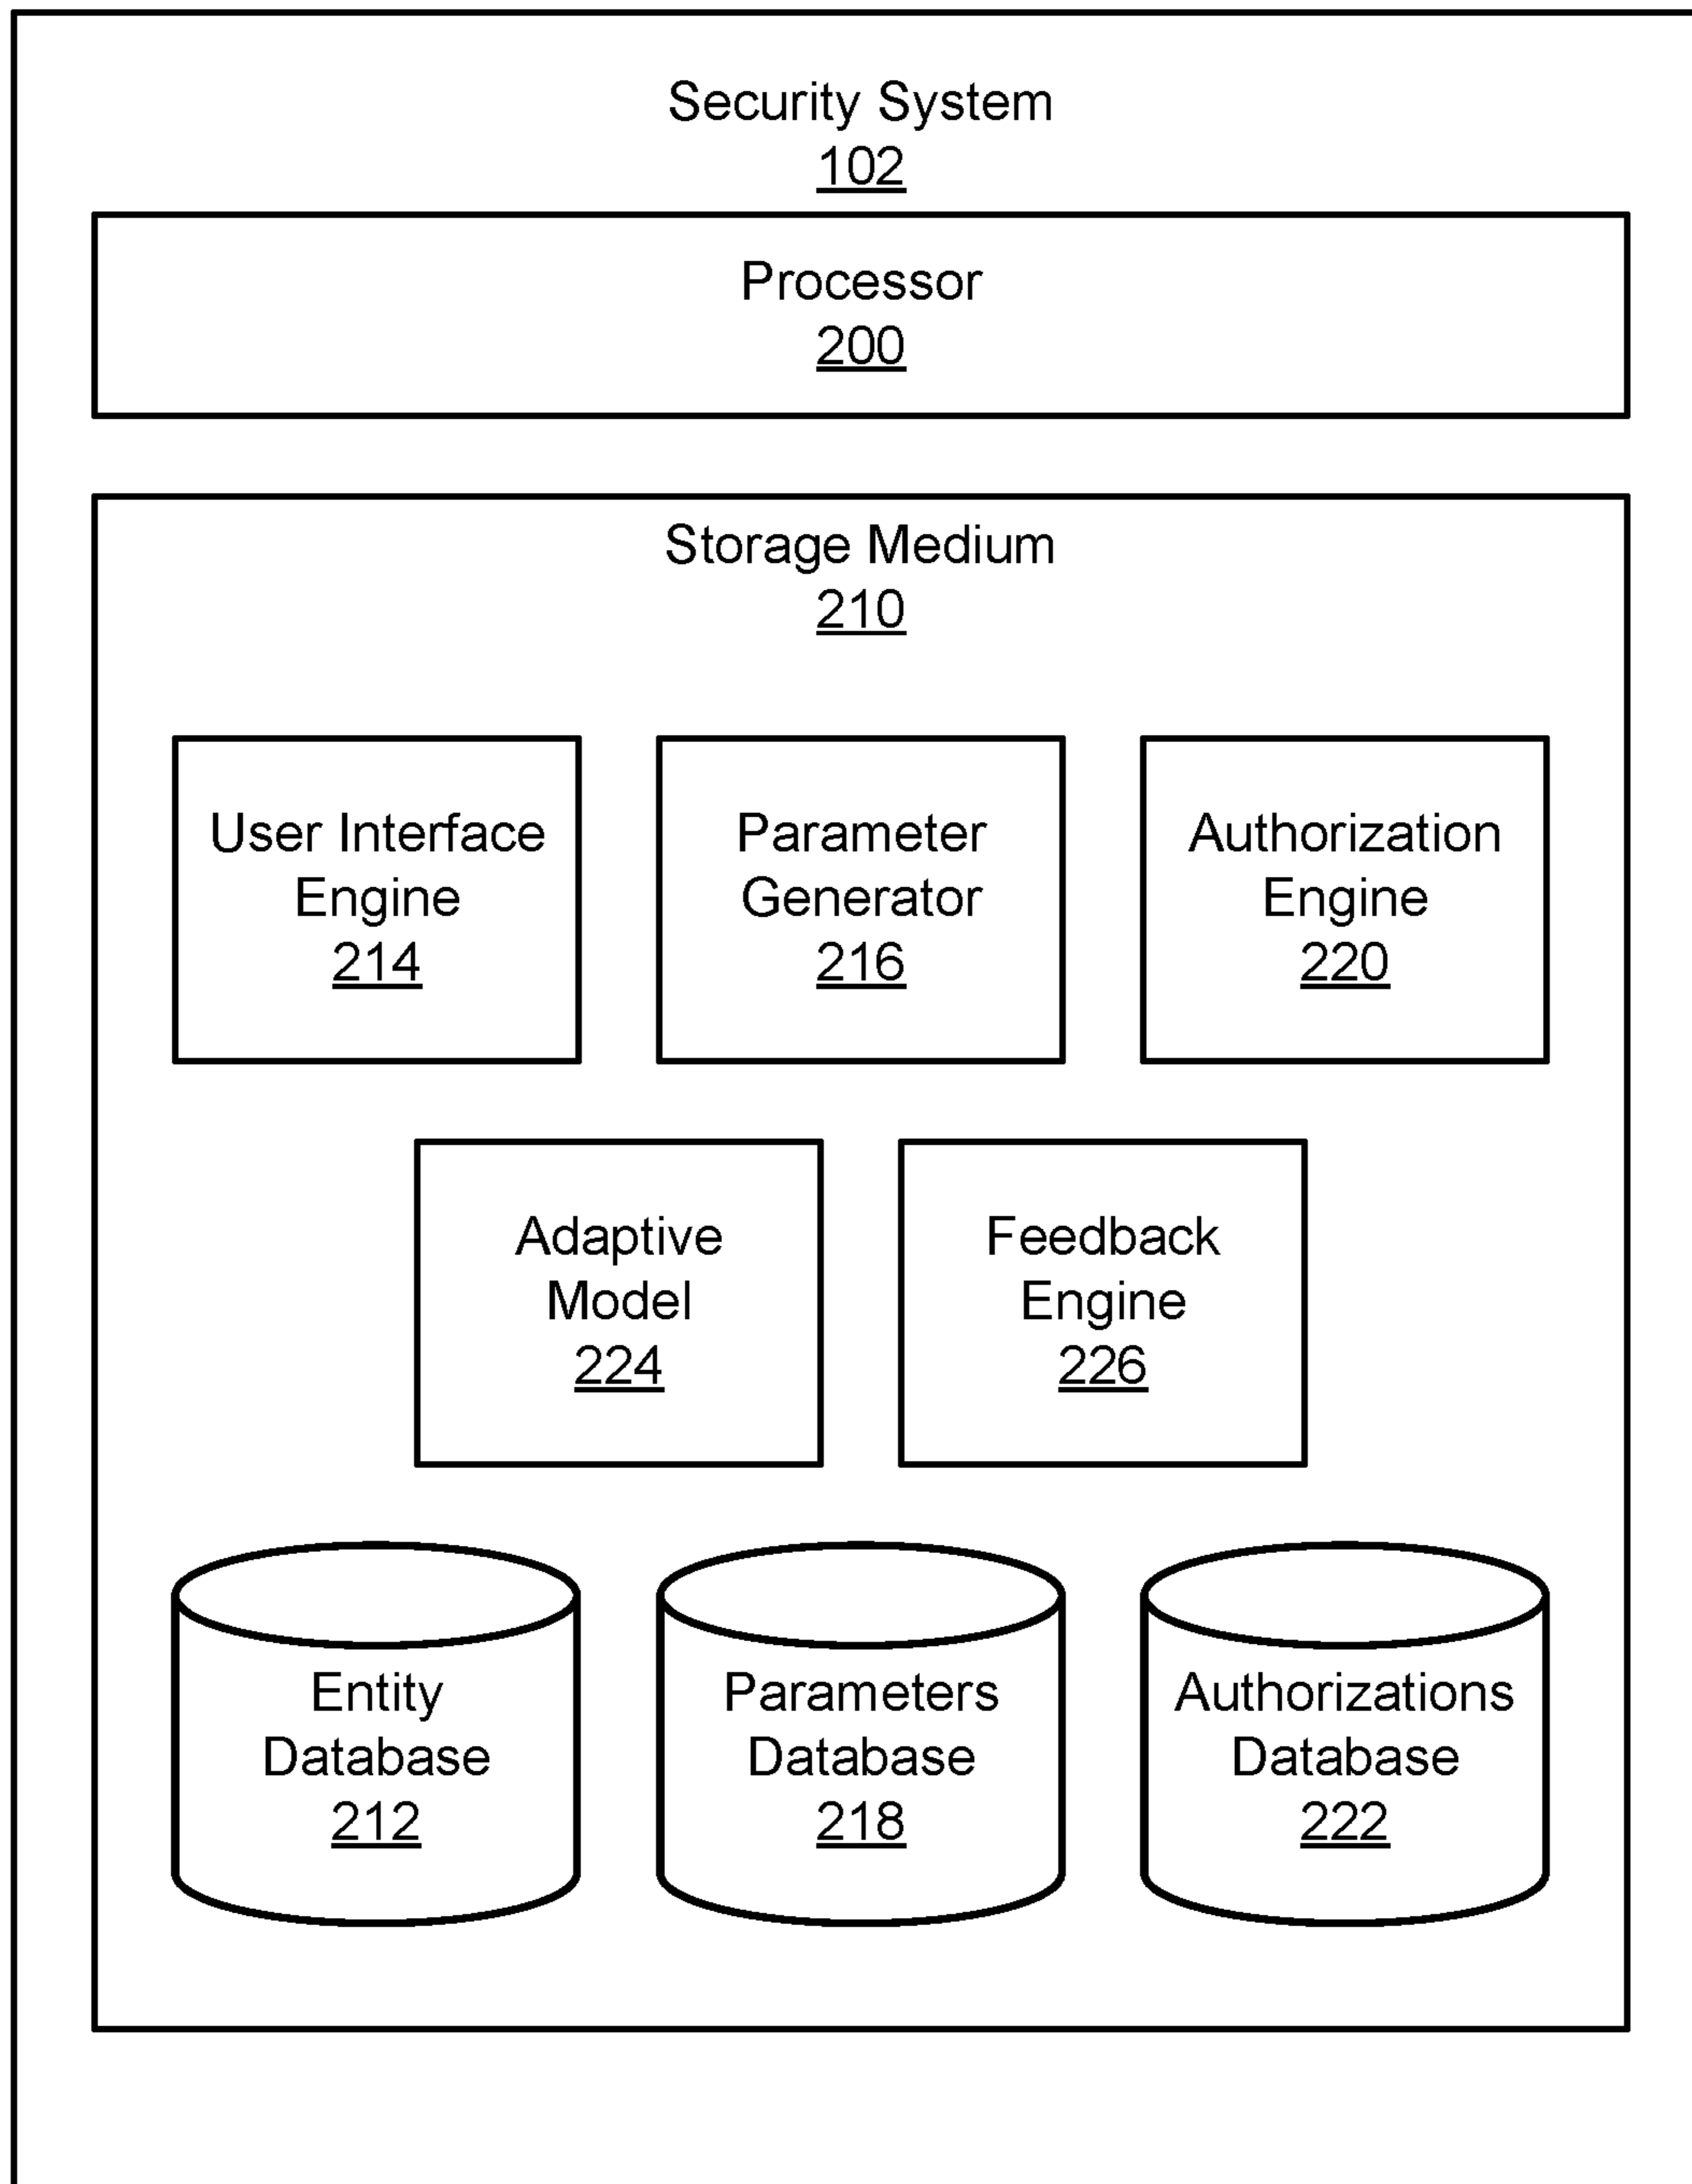 Security System
102
Processor
200
Storage Medium
210
User Interface
Engine
214
Parameter
Generator
216
Authorization
Engine
220
Adaptive
Model
224
Feedback
Engine
226
Entity
Database
212
Parameters
Database
218
Authorizations
Database
222